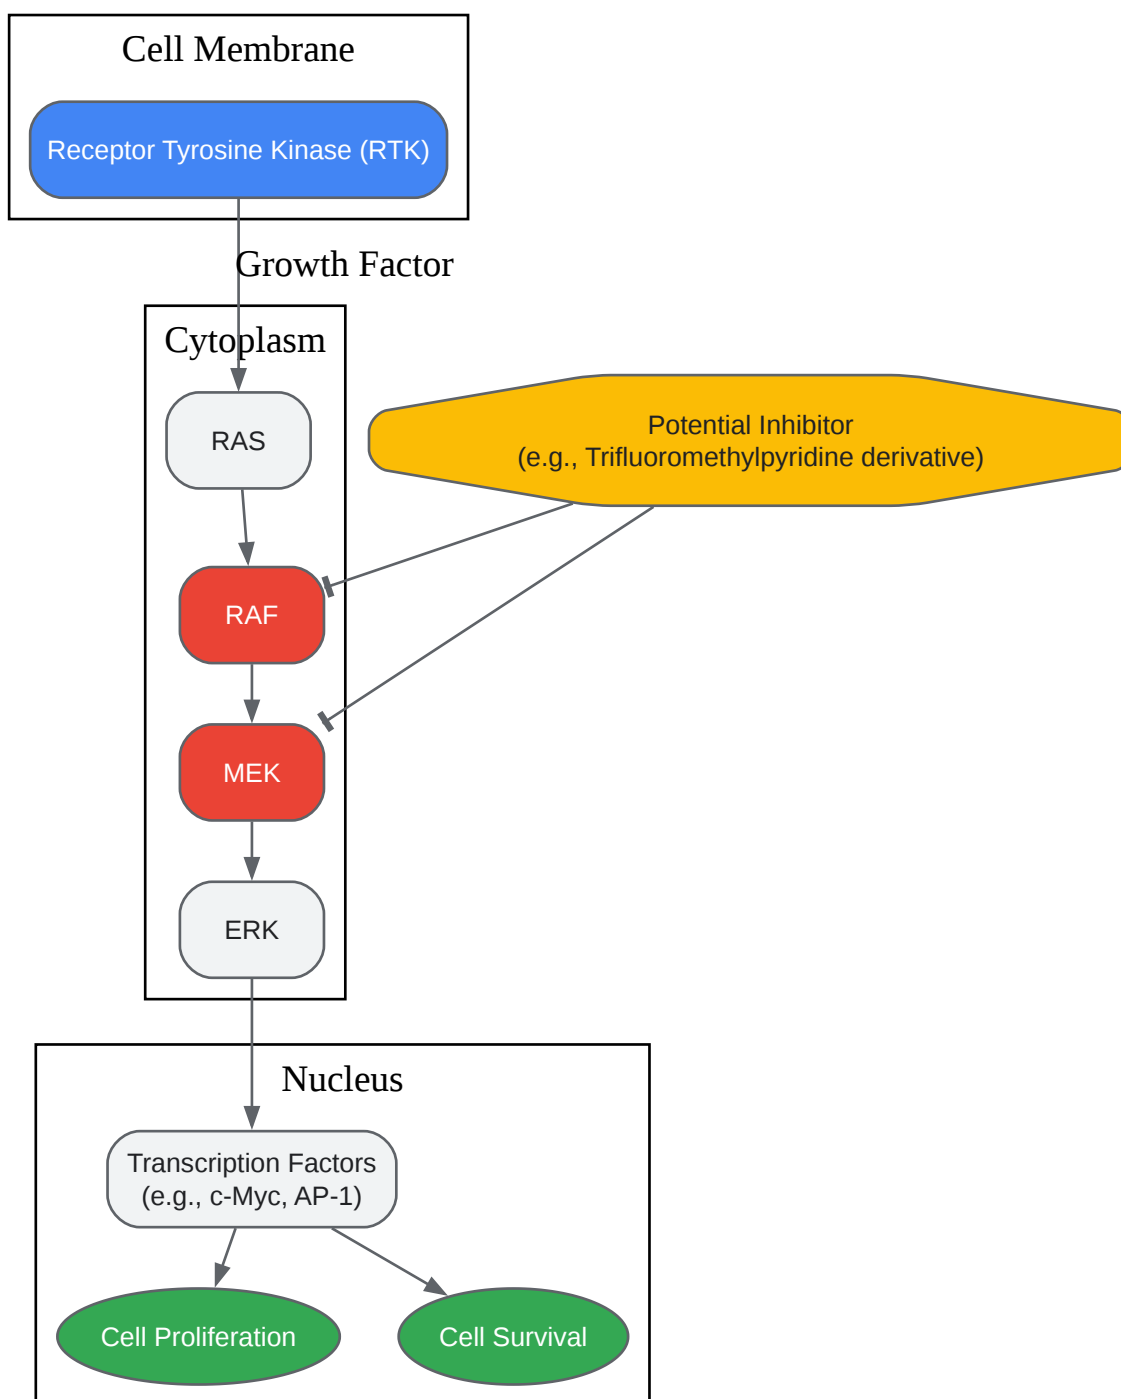 Cell Membrane
Receptor Tyrosine Kinase (RTK)
Growth Factor
Cytoplasm
RAS
Potential Inhibitor
(e.g., Trifluoromethylpyridine derivative)
RAF
MEK
ERK
Nucleus
Transcription Factors
(e.g., c-Myc, AP-1)
Cell Proliferation
Cell Survival